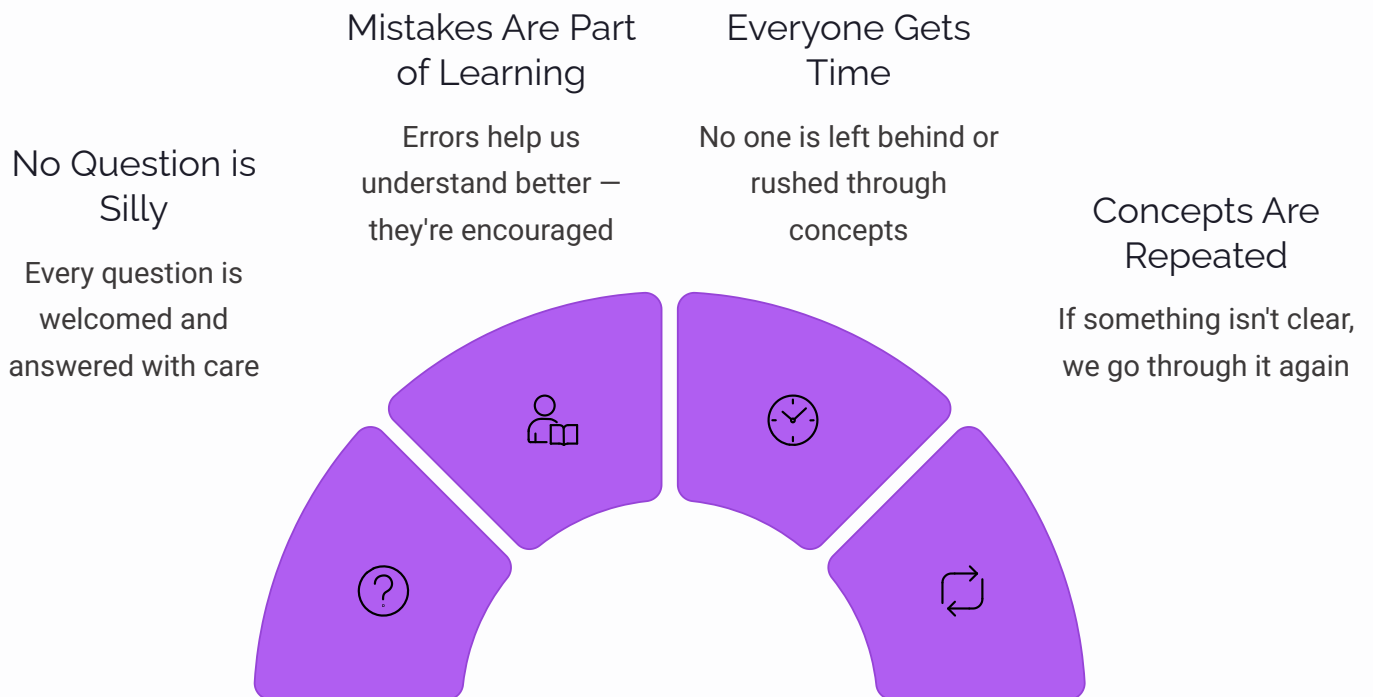 No Question is
Silly
Every question is
welcomed and
answered with care
Mistakes Are Part
of Learning
Errors help us
understand better —
they're encouraged
Everyone Gets
Time
No one is left behind or
rushed through
concepts
Concepts Are
Repeated
If something isn't clear,
we go through it again